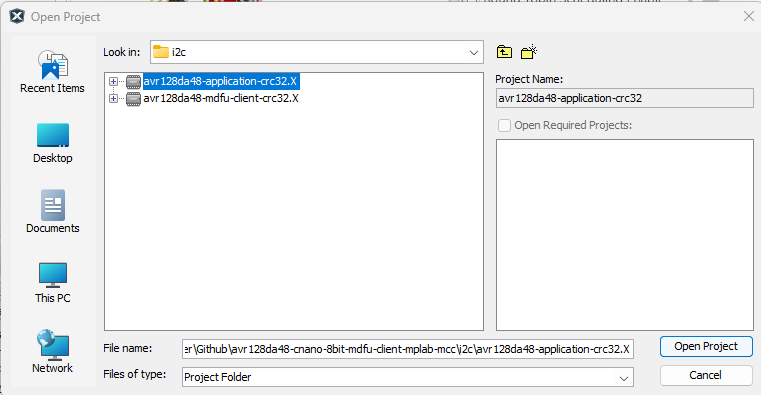 Open Project
Look in:
i2c
Recent Items
Desktop
Documents
This PC
Network
avr128da48-application-crc32.X
avr128da48-mdfu-client-crc32.X
Project Name:
avr128da48-application-crc32
Open Required Projects:
File name:
er\Github\avr128da48-cnano-8bit-mdfu-client-mplab-mcc\i2c\avr128da48-application-crc32.X
Open Project
Files of type:
Project Folder
Cancel